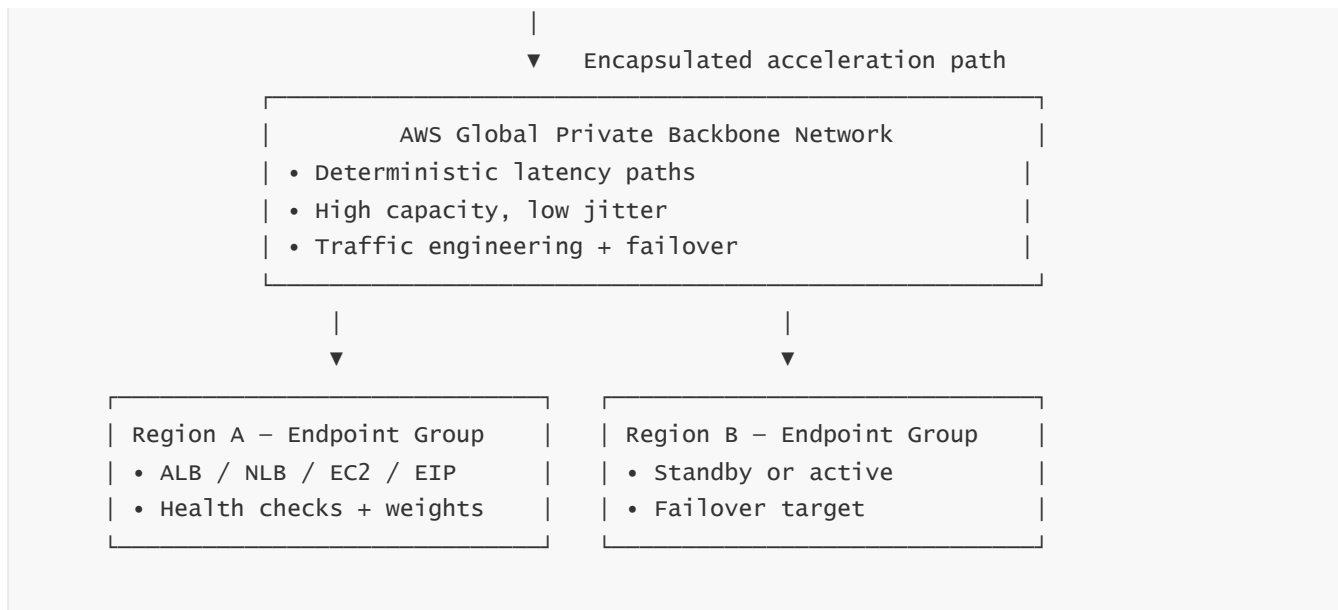 Encapsulated acceleration path
AWS Global Private Backbone Network
• Deterministic latency paths
• High capacity, low jitter
• Traffic engineering + failover
Region A – Endpoint Group
• ALB / NLB / EC2 / EIP
• Health checks + weights
Region B – Endpoint Group
• Standby or active
• Failover target